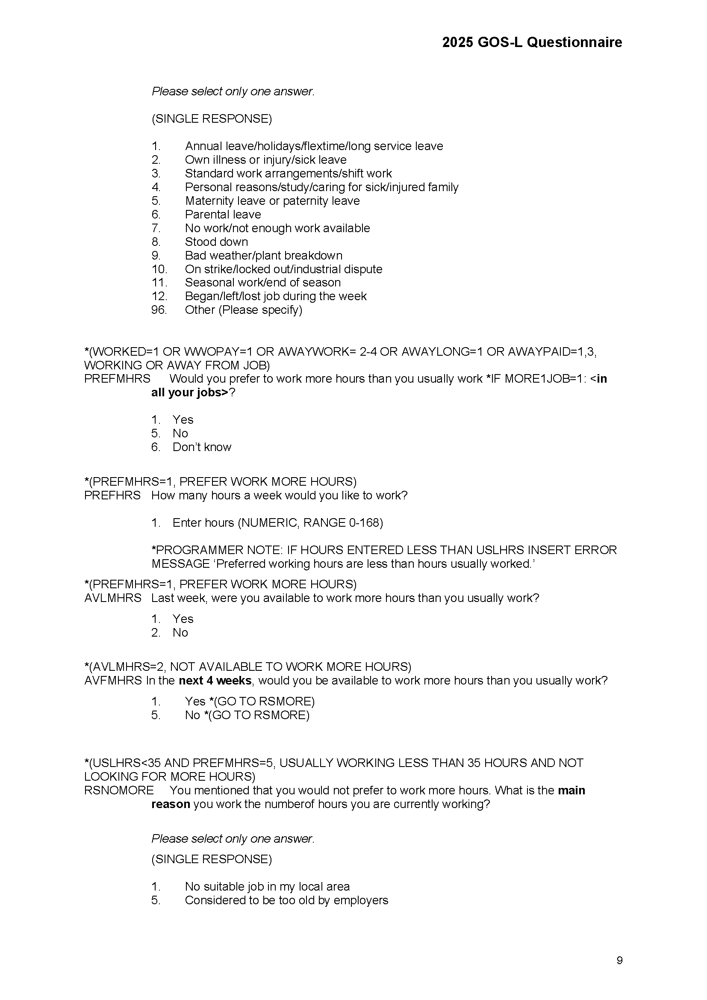 2025 GOS-L Questionnaire
Please select only one answer.
(SINGLE RESPONSE)
1. Annual leave/holidays/flextime/long service leave
2. Own illness or injury/sick leave
3. Standard work arrangements/shift work
4. Personal reasons/study/caring for sick/injured family
5. Maternity leave or paternity leave
6. Parental leave
7. No work/not enough work available
8. Stood down
9. Bad weather/plant breakdown
10. On strike/locked out/industrial dispute
11. Seasonal work/end of season
12. Began/left/lost job during the week
96. Other (Please specify)
*(WORKED=1 OR WWOPAY=1 OR AWAYWORK= 2-4 OR AWAYLONG=1 OR AWAYPAID=1,3,
WORKING OR AWAY FROM JOB)
PREFMHRS Would you prefer to work more hours than you usually work *IF MORE1JOB=1: <in
all your jobs>?
1. Yes
5. No
6. Don’t know
*(PREFMHRS=1, PREFER WORK MORE HOURS)
PREFHRS How many hours a week would you like to work?
1. Enter hours (NUMERIC, RANGE 0-168)
*PROGRAMMER NOTE: IF HOURS ENTERED LESS THAN USLHRS INSERT ERROR
MESSAGE ‘Preferred working hours are less than hours usually worked.’
*(PREFMHRS=1, PREFER WORK MORE HOURS)
AVLMHRS Last week, were you available to work more hours than you usually work?
1. Yes
2. No
*(AVLMHRS=2, NOT AVAILABLE TO WORK MORE HOURS)
AVFMHRS In the next 4 weeks, would you be available to work more hours than you usually work?
1. Yes *(GO TO RSMORE)
5. No *(GO TO RSMORE)
*(USLHRS<35 AND PREFMHRS=5, USUALLY WORKING LESS THAN 35 HOURS AND NOT
LOOKING FOR MORE HOURS)
RSNOMORE You mentioned that you would not prefer to work more hours. What is the main
reason you work the numberof hours you are currently working?
Please select only one answer.
(SINGLE RESPONSE)
1. No suitable job in my local area
5. Considered to be too old by employers
9